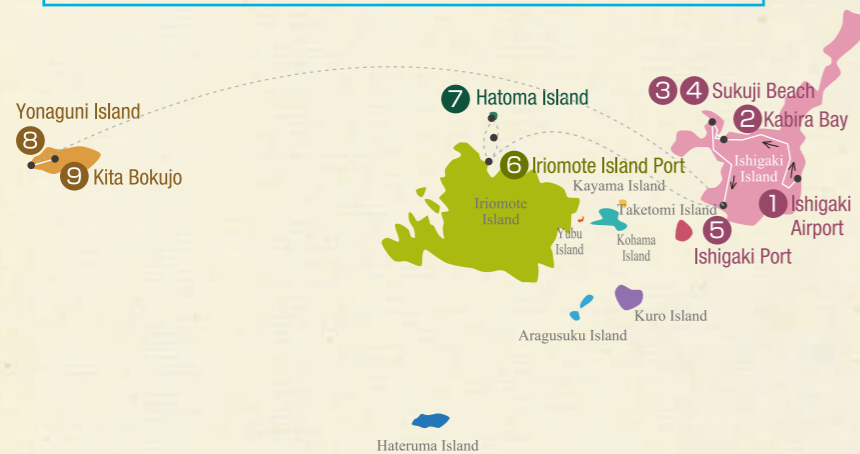 Yonaguni Island
8
9 Kita Bokujo
7 Hatoma Island
6 Iriomote Island Port
Iriomote
Island
Kayama Island
Taketomi Island
Yubu
Island
Kohama
Island
3 4 Sukuji Beach
2 Kabira Bay
Ishigaki
Island
1 Ishigaki
Airport
5
Ishigaki Port
Aragusuku Island
Kuro Island
Hateruma Island